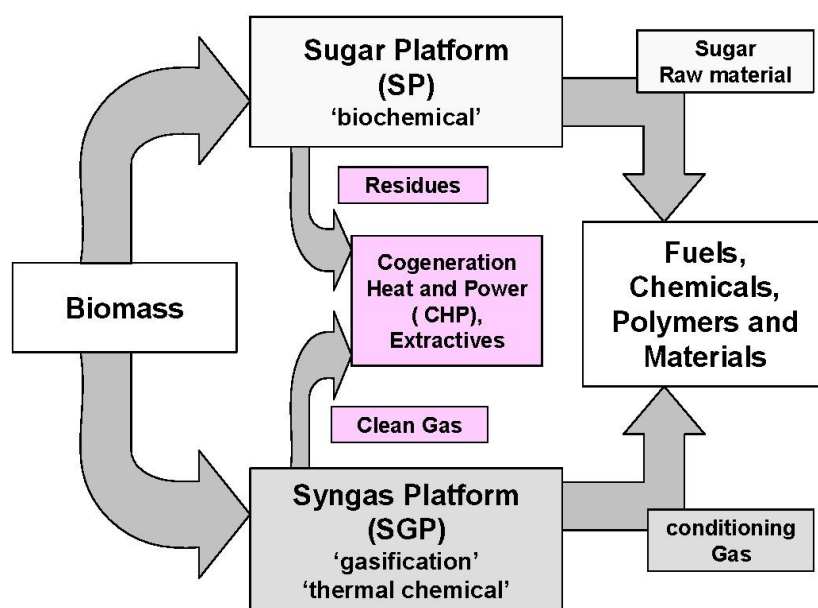 Sugar Platform
(SP)
‘biochemical’
Sugar
Raw material
Residues
Biomass
Cogeneration
Heat and Power
( CHP),
Extractives
Fuels,
Chemicals,
Polymers and
Materials
Clean Gas
Syngas Platform
(SGP)
‘gasification’
‘thermal chemical’
conditioning
Gas